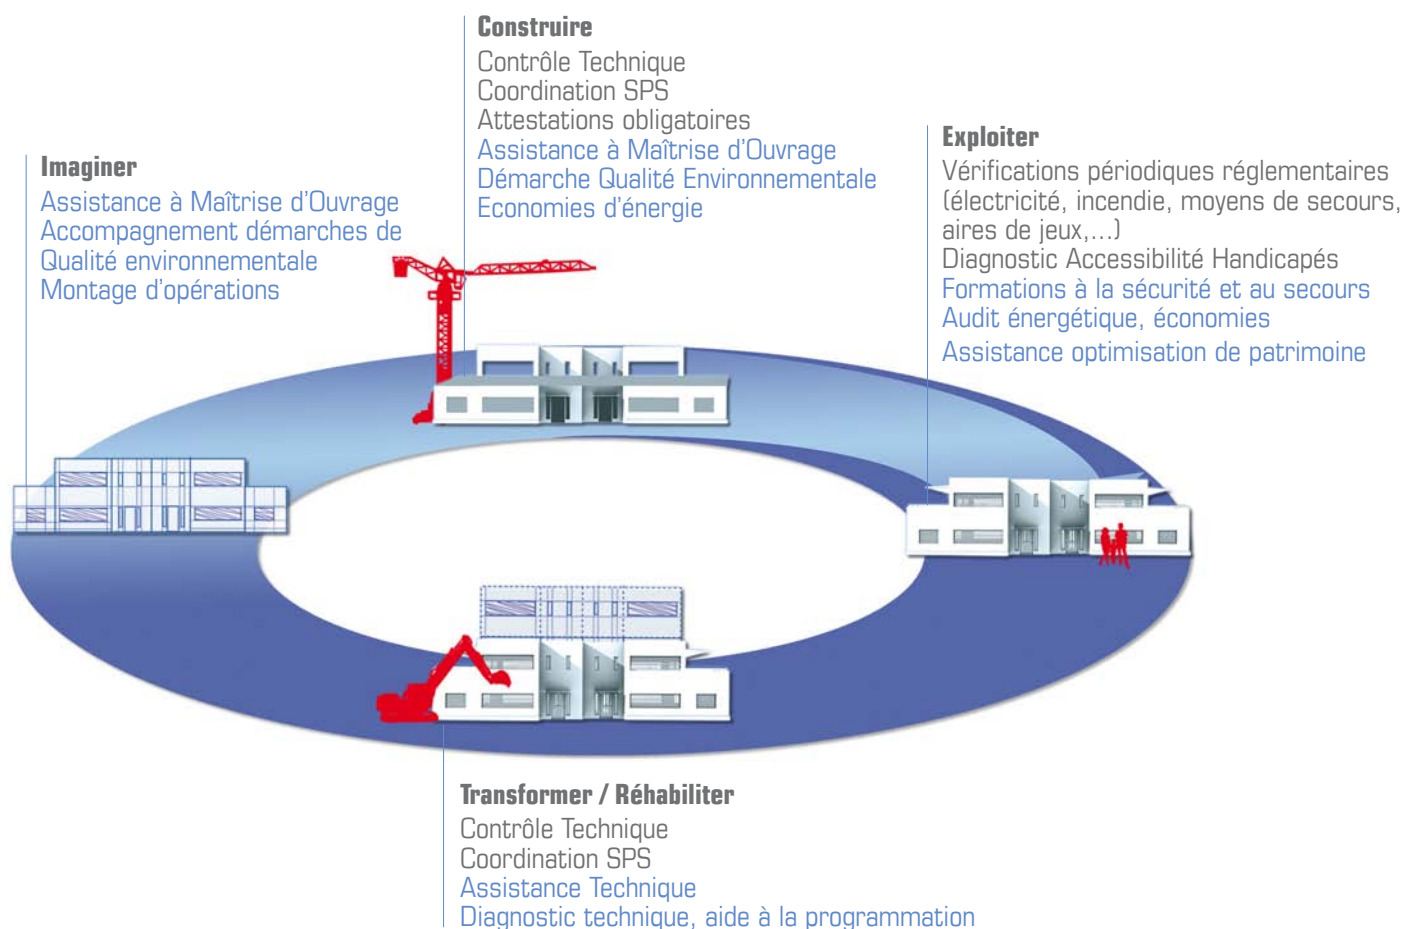 Construire
Contrôle Technique
Coordination SPS
Attestations obligatoires
Assistance à Maîtrise d'Ouvrage
Démarche Qualité Environnementale
Economies d'énergie
Imaginer
Assistance à Maîtrise d'Ouvrage
Accompagnement démarches de
Qualité environnementale
Montage d'opérations
Exploiter
Vérifications périodiques réglementaires
(électricité, incendie, moyens de secours,
aires de jeux,...)
Diagnostic Accessibilité Handicapés
Formations à la sécurité et au secours
Audit énergétique, économies
Assistance optimisation de patrimoine
Transformer / Réhabiliter
Contrôle Technique
Coordination SPS
Assistance Technique
Diagnostic technique, aide à la programmation